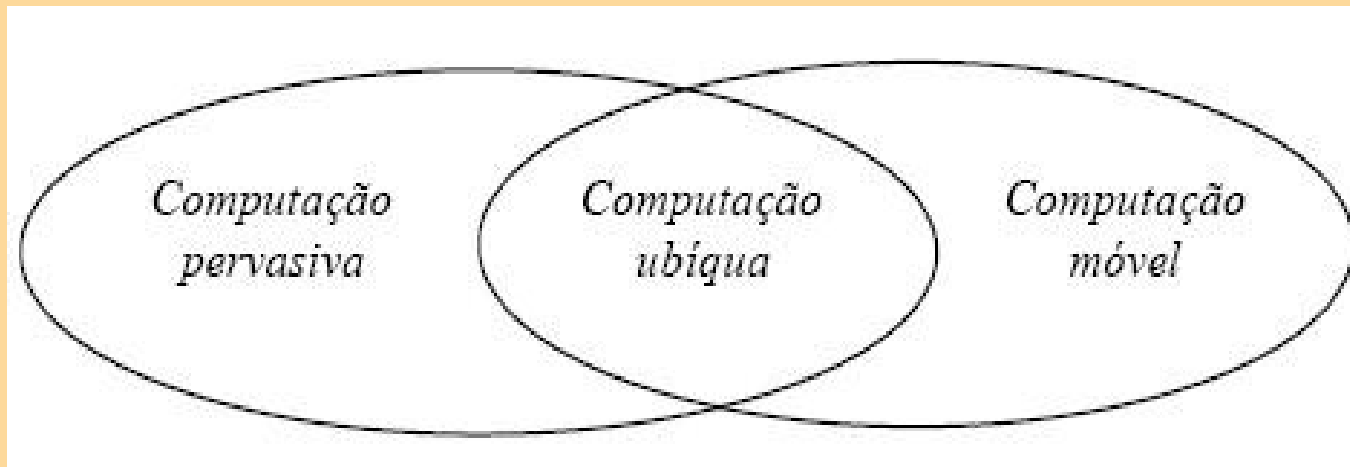 Computação
pervasiva
Computação
ubíqua
Computação
móvel